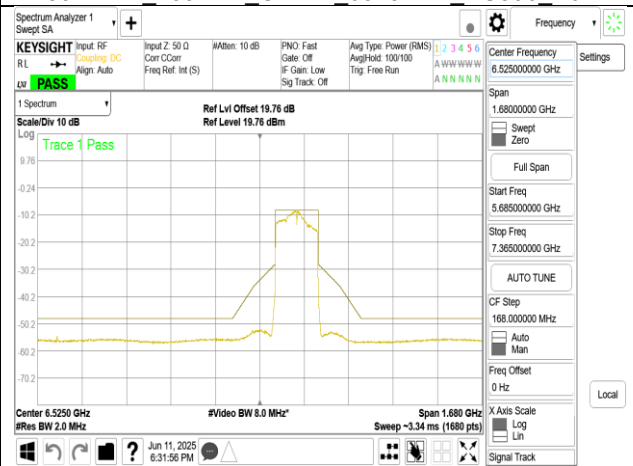 Spectrum Analyzer 1
Swept SA
+
Frequency
KEYSIGHT
RL
LXI
PASS
Input: RF
Coupling: DC
Align: Auto
Input Z: 50 Ω
Corr CCorr
Freq Ref: Int (S)
#Atten: 10 dB
PNO: Fast
Gate: Off
IF Gain: Low
Sig Track: Off
Avg Type: Power (RMS)
Avg|Hold: 100/100
Trig: Free Run
1 2 3 4 5 6
A W W W W W
A N N N N N
Center Frequency
6.525000000 GHz
Settings
Span
1.68000000 GHz
Swept
Zero
Full Span
Start Freq
5.685000000 GHz
Stop Freq
7.365000000 GHz
AUTO TUNE
CF Step
168.000000 MHz
Auto
Man
Freq Offset
0 Hz
X Axis Scale
Log
Lin
Signal Track
Local
1 Spectrum
Scale/Div 10 dB
Log
Ref Lvl Offset 19.76 dB
Ref Level 19.76 dBm
Trace 1 Pass
9.76
-0.24
-10.2
-20.2
-30.2
-40.2
-50.2
-60.2
-70.2
Center 6.5250 GHz
#Res BW 2.0 MHz
#Video BW 8.0 MHz*
Span 1.680 GHz
Sweep ~3.34 ms (1680 pts)
?
Jun 11, 2025
6:31:56 PM